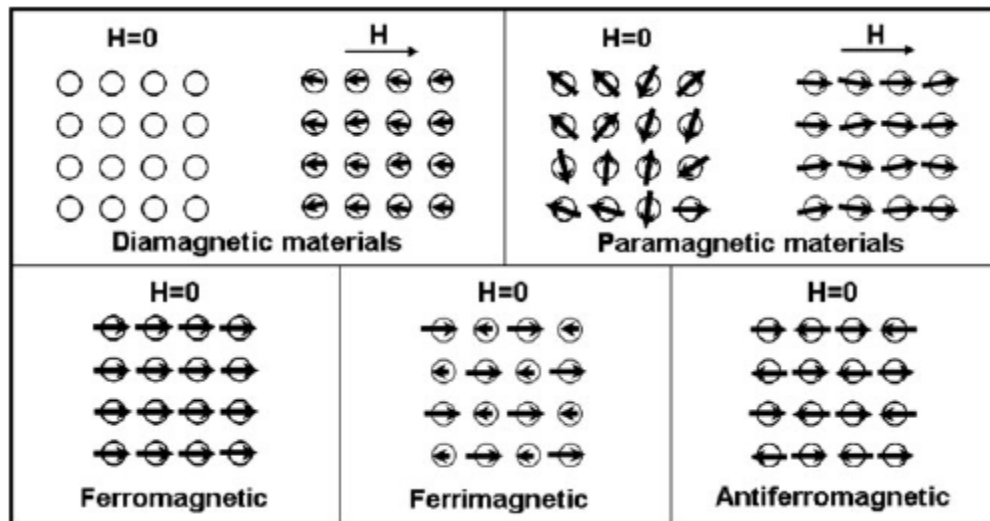 H=0
H
Diamagnetic materials
H=0
H
Paramagnetic materials
H=0
Ferromagnetic
H=0
Ferrimagnetic
H=0
Antiferromagnetic